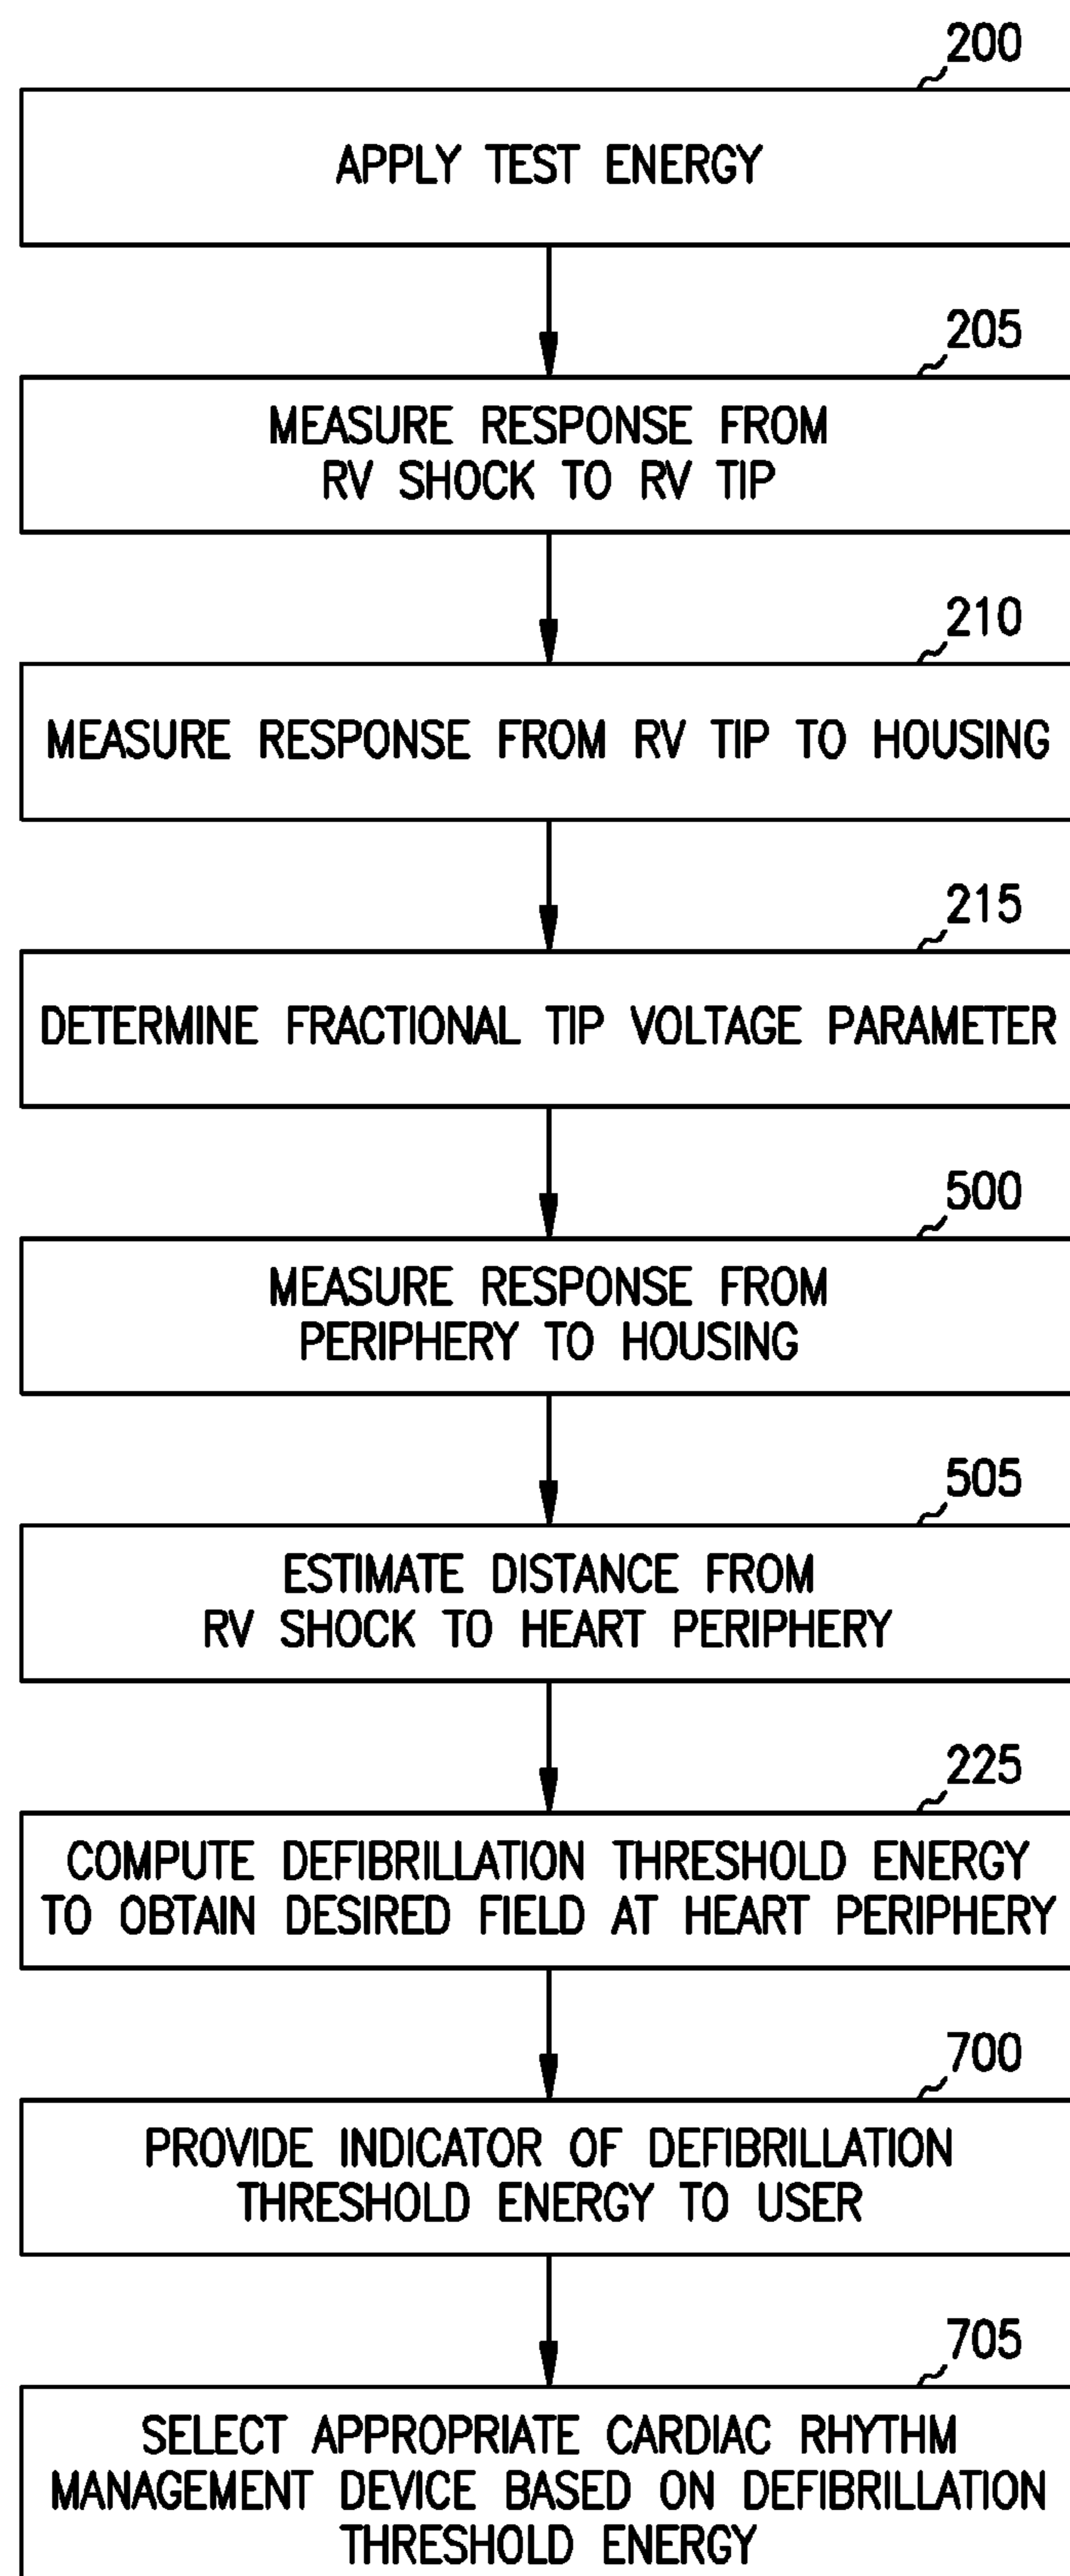 200
APPLY TEST ENERGY
205
MEASURE RESPONSE FROM
RV SHOCK TO RV TIP
210
MEASURE RESPONSE FROM RV TIP TO HOUSING
215
DETERMINE FRACTIONAL TIP VOLTAGE PARAMETER
500
MEASURE RESPONSE FROM
PERIPHERY TO HOUSING
505
ESTIMATE DISTANCE FROM
RV SHOCK TO HEART PERIPHERY
225
COMPUTE DEFIBRILLATION THRESHOLD ENERGY
TO OBTAIN DESIRED FIELD AT HEART PERIPHERY
700
PROVIDE INDICATOR OF DEFIBRILLATION
THRESHOLD ENERGY TO USER
705
SELECT APPROPRIATE CARDIAC RHYTHM
MANAGEMENT DEVICE BASED ON DEFIBRILLATION
THRESHOLD ENERGY